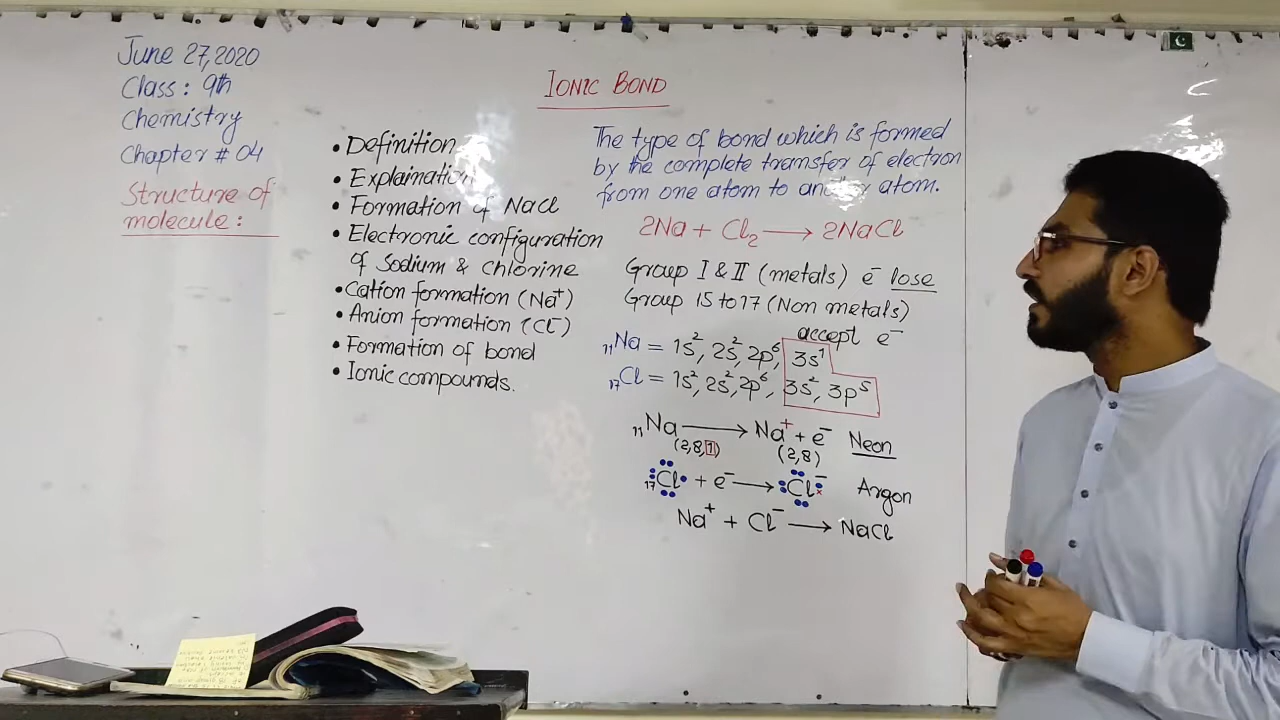 June 27, 2020
Class : 9th
Chemistry
Chapter # 04
Structure of
molecule :
IONIC BOND
• Definition
• Explaination
• Formation of NaCl
• Electronic configuration
of Sodium & Chlorine
• Cation formation (Na⁺)
• Anion formation (Cl⁻)
• Formation of bond
• Ionic compounds.
The type of bond which is formed
by the complete transfer of electron
from one atom to another atom.
2Na + Cl₂ → 2NaCl
Group I & II (metals) e⁻ lose
Group 15 to 17 (Non metals)
accept e⁻
₁₁Na = 1s², 2s², 2p⁶, 3s¹
₁₇Cl = 1s², 2s², 2p⁶, 3s², 3p⁵
₁₁Na → Na⁺ + e⁻ Neon
(2,8,1) (2,8)
₁₇Cl + e⁻ → Cl⁻ Argon
Na⁺ + Cl⁻ → NaCl